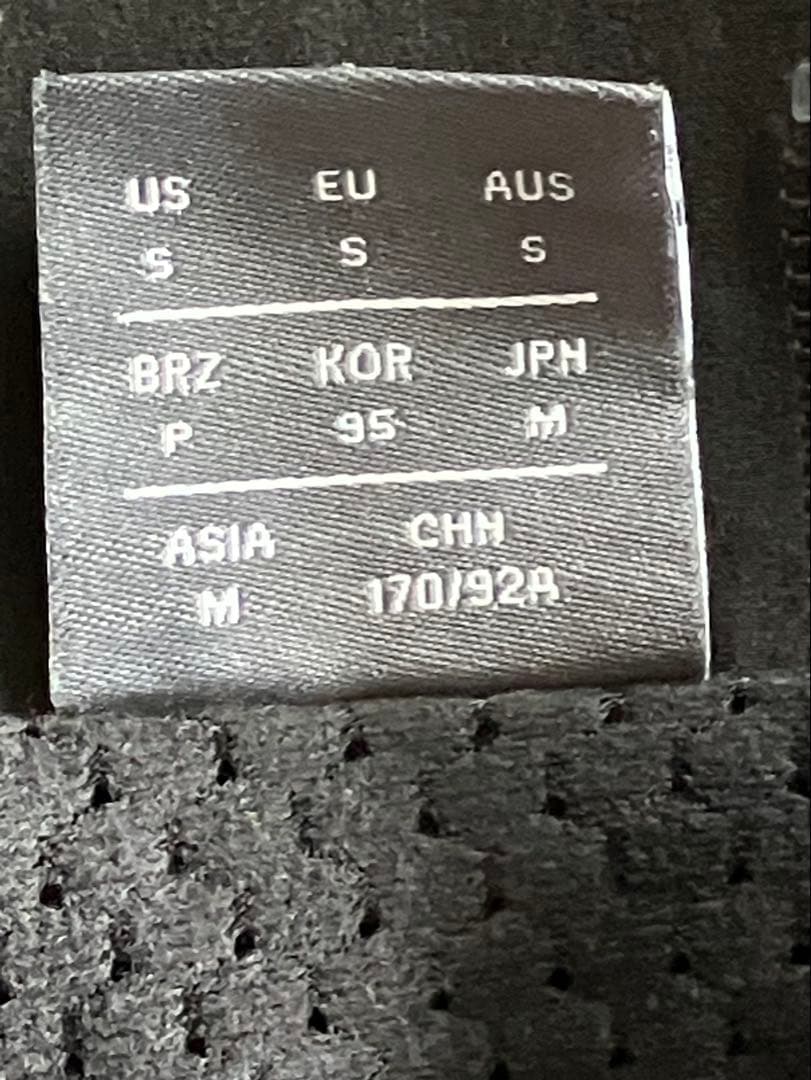 US EU AUS
S S S
BRZ KOR JPN
P 95 M
ASIA CHN
M 170/92A